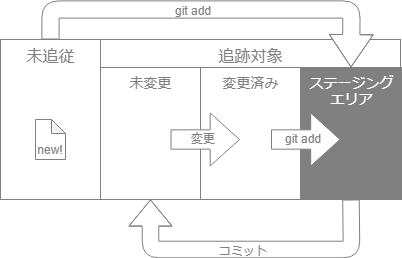 git add
未追従
追跡対象
未変更
変更済み
ステージング
エリア
new!
変更
git add
コミット